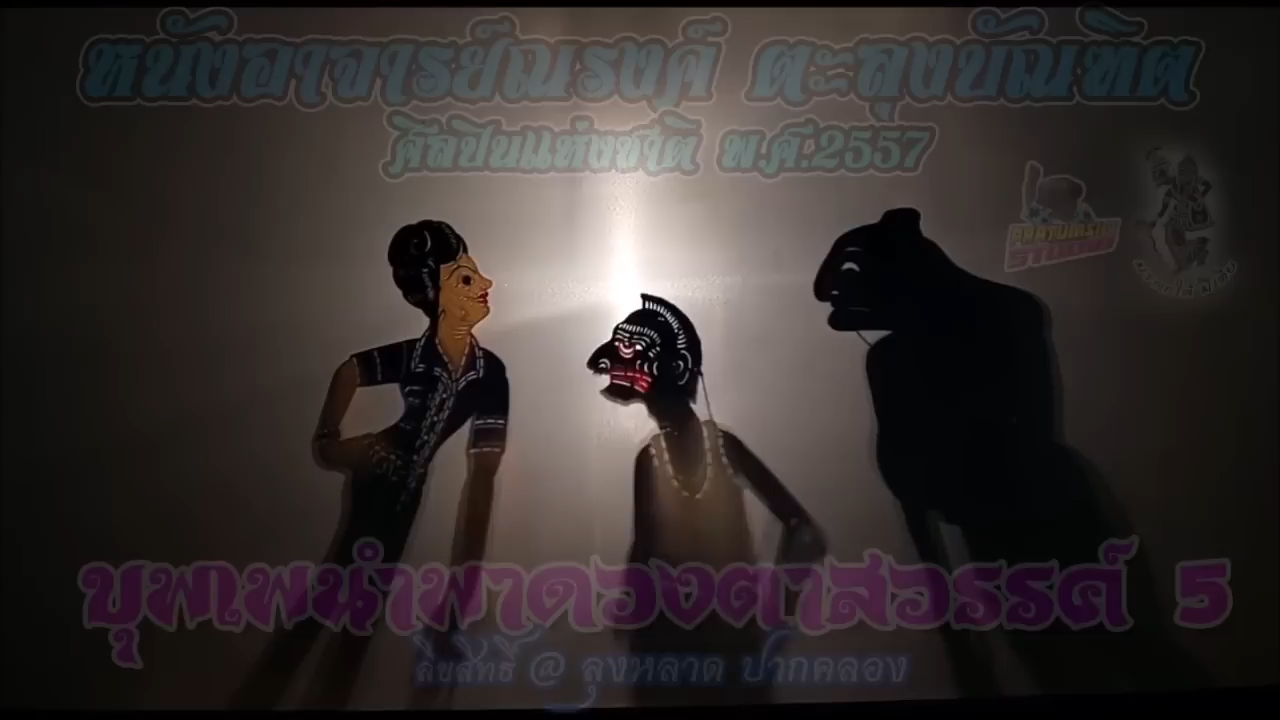 หนังอาจารย์ณรงค์ ตะลุงบัณฑิต
ศิลปินแห่งชาติ พ.ศ.2557
PRATUMSIN
STUDIO
บุพเพนำพาดวงตาสวรรค์ 5
ลิขสิทธิ์ @ ลุงหลาด ปากคลอง